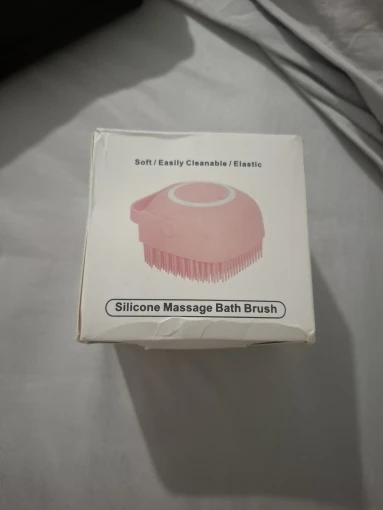 Soft / Easily Cleanable / Elastic
Silicone Massage Bath Brush